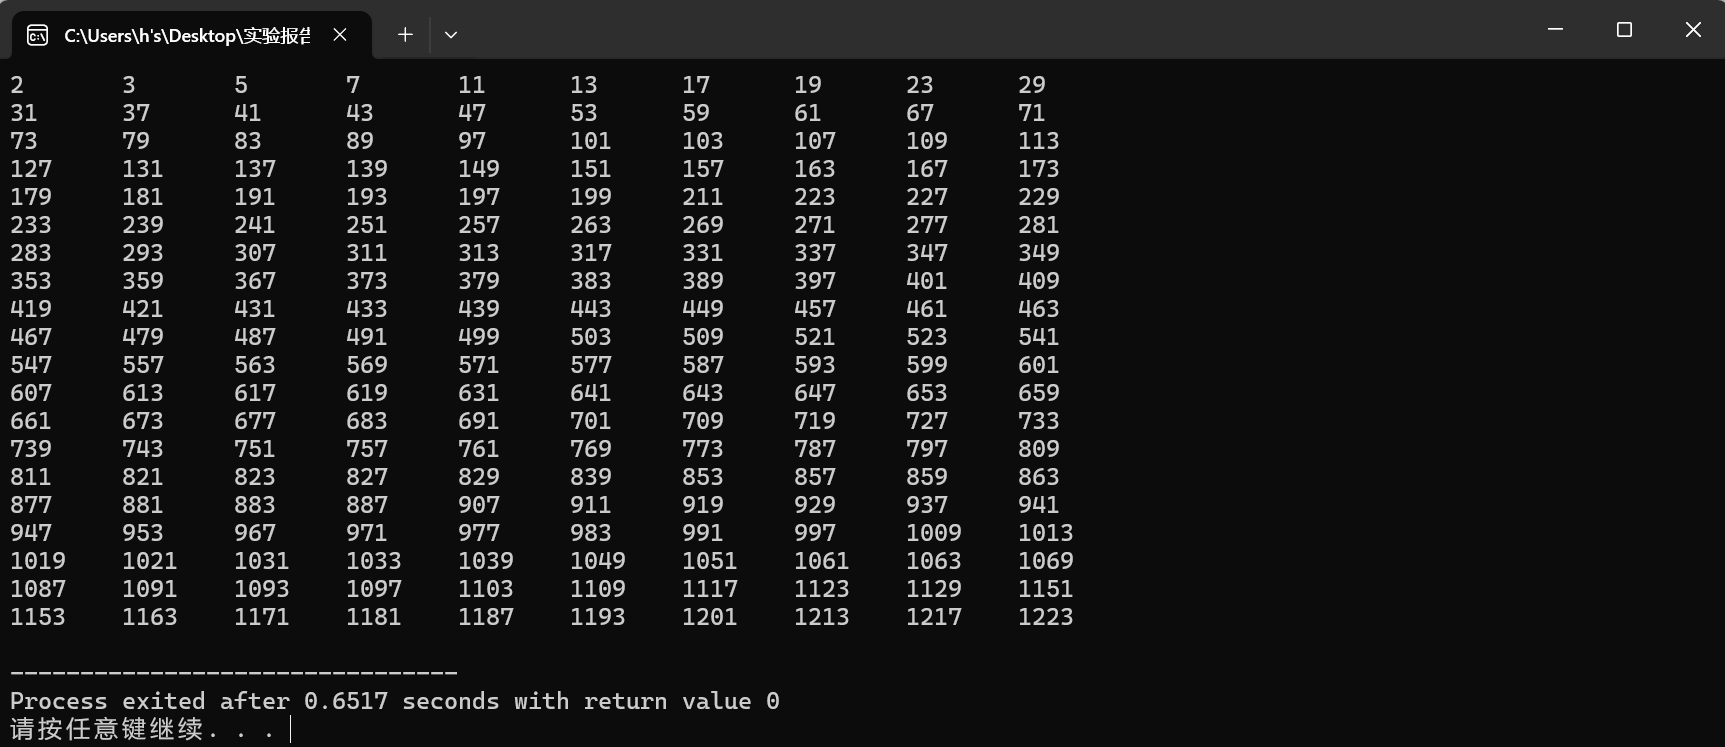 C:\Users\h's\Desktop\实验报告
2 3 5 7 11 13 17 19 23 29
31 37 41 43 47 53 59 61 67 71
73 79 83 89 97 101 103 107 109 113
127 131 137 139 149 151 157 163 167 173
179 181 191 193 197 199 211 223 227 229
233 239 241 251 257 263 269 271 277 281
283 293 307 311 313 317 331 337 347 349
353 359 367 373 379 383 389 397 401 409
419 421 431 433 439 443 449 457 461 463
467 479 487 491 499 503 509 521 523 541
547 557 563 569 571 577 587 593 599 601
607 613 617 619 631 641 643 647 653 659
661 673 677 683 691 701 709 719 727 733
739 743 751 757 761 769 773 787 797 809
811 821 823 827 829 839 853 857 859 863
877 881 883 887 907 911 919 929 937 941
947 953 967 971 977 983 991 997 1009 1013
1019 1021 1031 1033 1039 1049 1051 1061 1063 1069
1087 1091 1093 1097 1103 1109 1117 1123 1129 1151
1153 1163 1171 1181 1187 1193 1201 1213 1217 1223
--------------------------------
Process exited after 0.6517 seconds with return value 0
请按任意键继续. . .